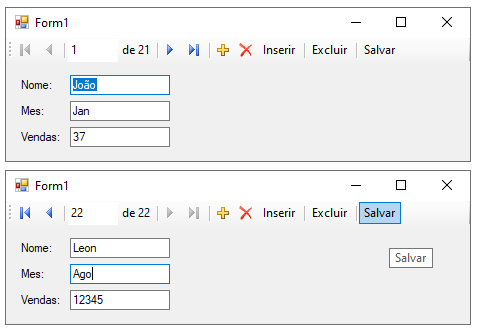 Form1
1 de 21 Inserir Excluir Salvar
Nome: João
Mes: Jan
Vendas: 37
Form1
22 de 22 Inserir Excluir Salvar
Nome: Leon
Salvar
Mes: Ago
Vendas: 12345